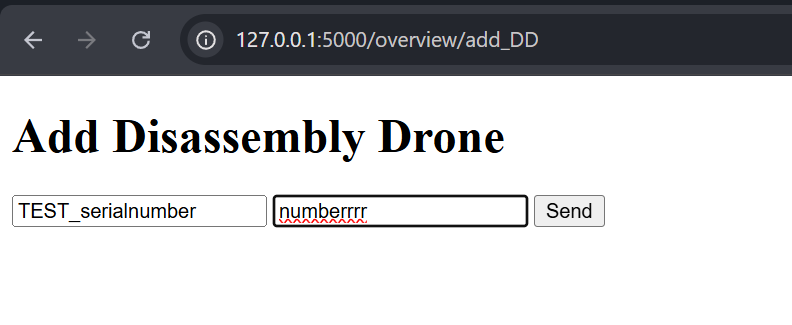 127.0.0.1:5000/overview/add_DD
Add Disassembly Drone
TEST_serialnumber numberrrr Send